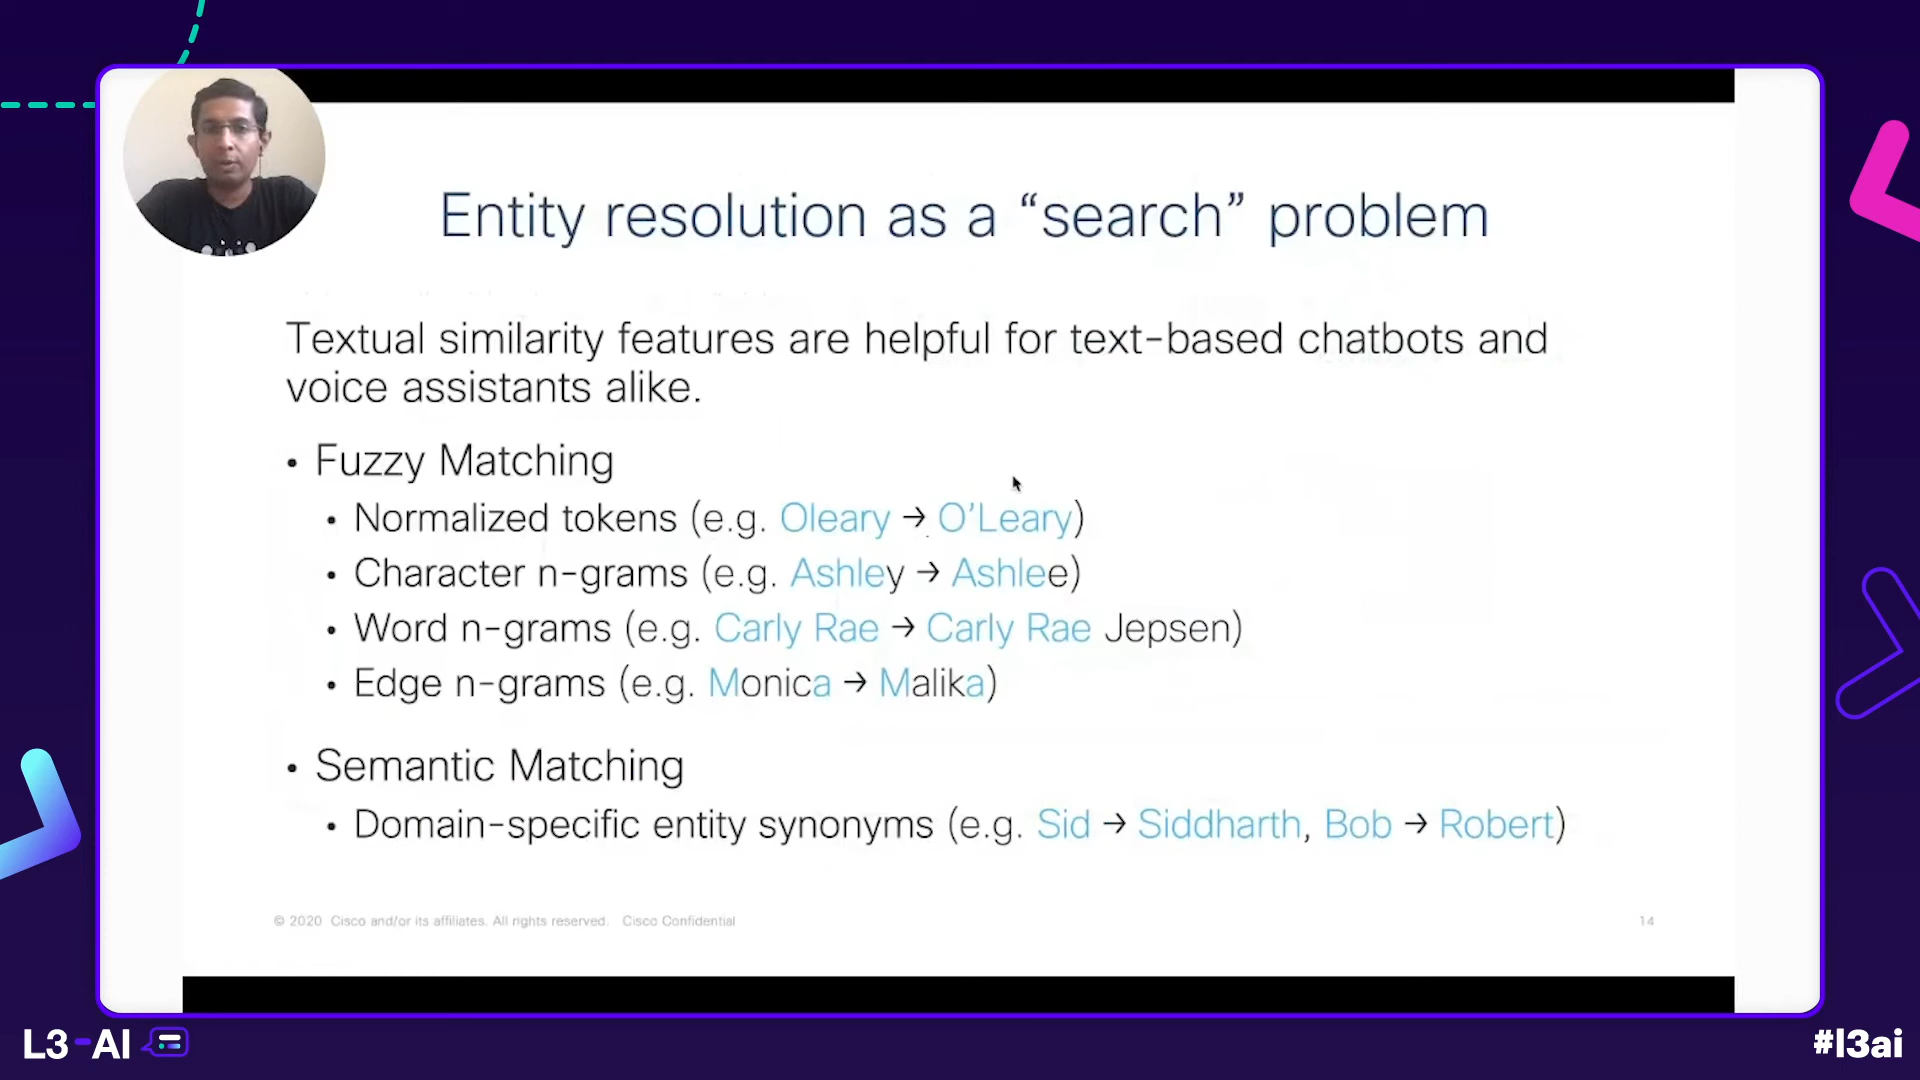 Entity resolution as a “search” problem
Textual similarity features are helpful for text-based chatbots and
voice assistants alike.
• Fuzzy Matching
• Normalized tokens (e.g. Oleary → O’Leary)
• Character n-grams (e.g. Ashley → Ashlee)
• Word n-grams (e.g. Carly Rae → Carly Rae Jepsen)
• Edge n-grams (e.g. Monica → Malika)
• Semantic Matching
• Domain-specific entity synonyms (e.g. Sid → Siddharth, Bob → Robert)
© 2020 Cisco and/or its affiliates. All rights reserved. Cisco Confidential
14
L3-AI
#l3ai